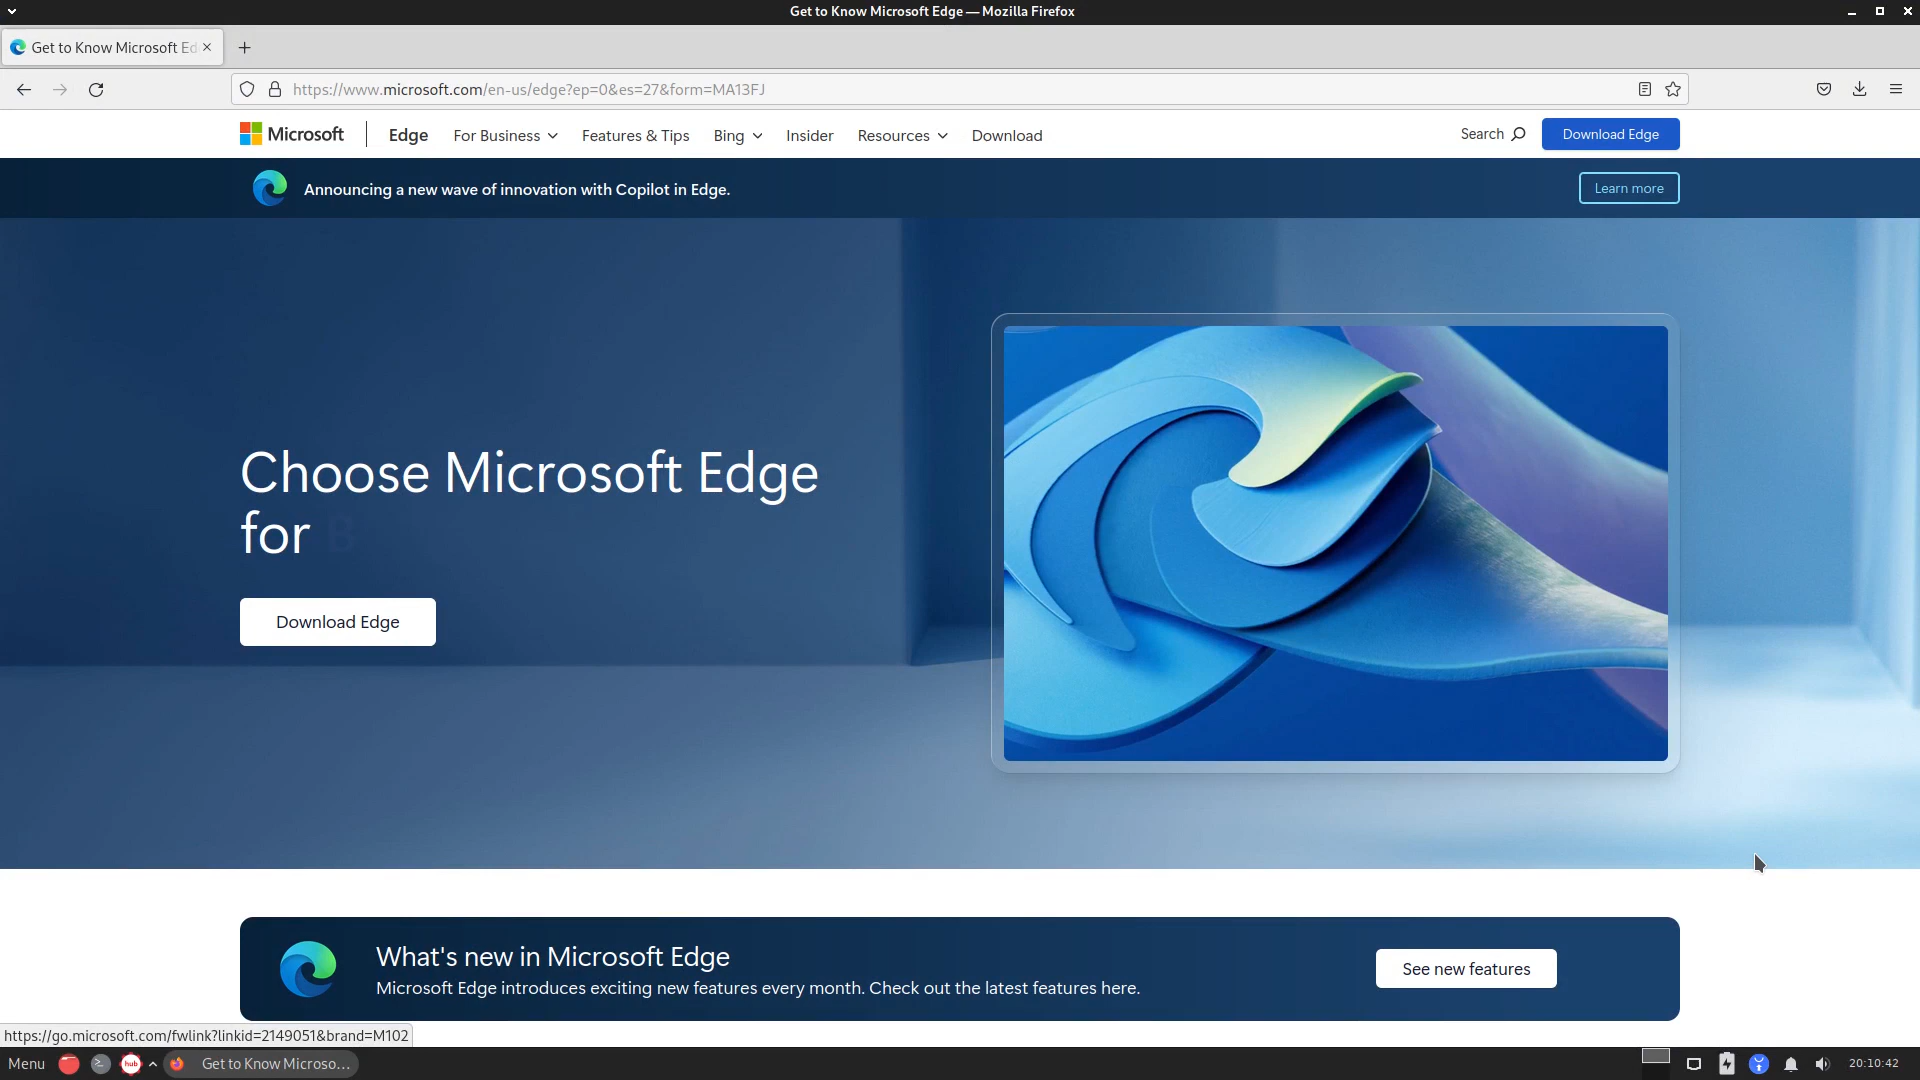 Get to Know Microsoft Edge — Mozilla Firefox
Get to Know Microsoft Ed
https://www.microsoft.com/en-us/edge?ep=0&es=27&form=MA13FJ
Microsoft
Edge
For Business
Features & Tips
Bing
Insider
Resources
Download
Search
Download Edge
Announcing a new wave of innovation with Copilot in Edge.
Learn more
Choose Microsoft Edge
for B
Download Edge
What's new in Microsoft Edge
Microsoft Edge introduces exciting new features every month. Check out the latest features here.
See new features
https://go.microsoft.com/fwlink?linkid=2149051&brand=M102
Menu
hub
Get to Know Microso...
20:10:42